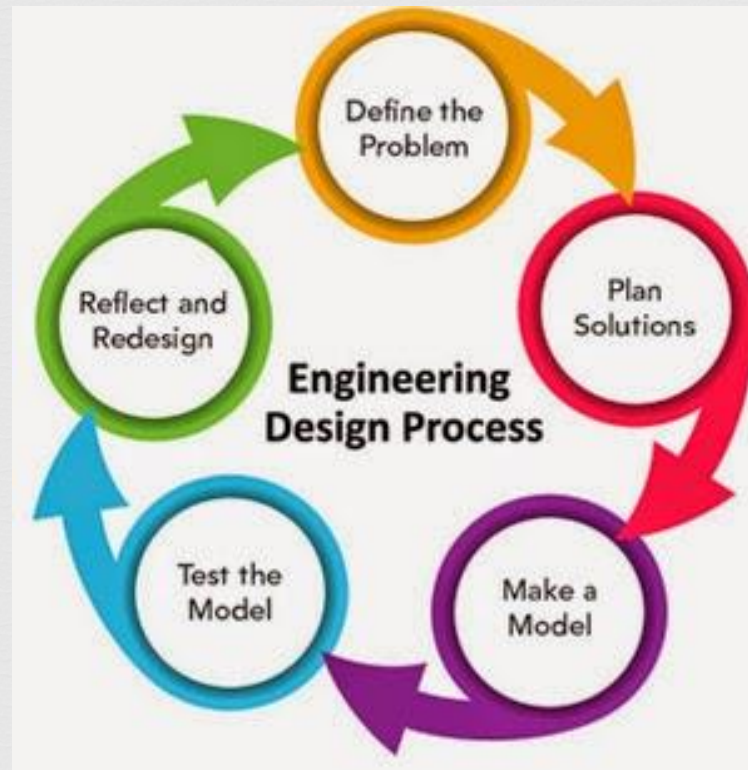 Define the
Problem
Plan
Solutions
Make a
Model
Test the
Model
Reflect and
Redesign
Engineering
Design Process